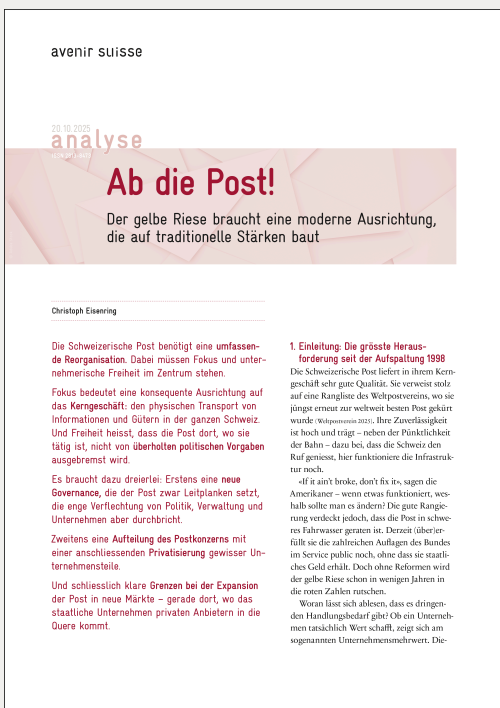 avenir suisse
20.10.2025
analyse
Ab die Post!
Der gelbe Riese braucht eine moderne Ausrichtung,
die auf traditionelle Stärken baut
Christoph Eisenring
Die Schweizerische Post benötigt eine umfassen-
de Reorganisation. Dabei müssen Fokus und unter-
nehmerische Freiheit im Zentrum stehen.
Fokus bedeutet eine konsequente Ausrichtung auf
das Kerngeschäft: den physischen Transport von
Informationen und Gütern in der ganzen Schweiz.
Und Freiheit heisst, dass die Post dort, wo sie
tätig ist, nicht von überholten politischen Vorgaben
ausgebremst wird.
Es braucht dazu dreierlei: Erstens eine neue
Governance, die der Post zwar Leitplanken setzt,
die enge Verflechtung von Politik, Verwaltung und
Unternehmen aber durchbricht.
Zweitens eine Aufteilung des Postkonzerns mit
einer anschliessenden Privatisierung gewisser Un-
ternehmensteile.
Und schliesslich klare Grenzen bei der Expansion
der Post in neue Märkte – gerade dort, wo das
staatliche Unternehmen privaten Anbietern in die
Quere kommt.
1. Einleitung: Die grösste Heraus-
forderung seit der Aufspaltung 1998
Die Schweizerische Post liefert in ihrem Kern-
geschäft sehr gute Qualität. Sie verweist stolz
auf eine Rangliste des Weltpostvereins, wo sie
jüngst erneut zur weltweit besten Post gekürt
wurde (Weltpostverein 2025). Ihre Zuverlässigkeit
ist hoch und trägt – neben der Pünktlichkeit
der Bahn – dazu bei, dass die Schweiz den
Ruf geniesst, hier funktioniere die Infrastruk-
tur noch.
«If it ain't broke, don't fix it», sagen die
Amerikaner – wenn etwas funktioniert, wes-
halb sollte man es ändern? Die gute Rangie-
rung verdeckt jedoch, dass die Post in schwe-
res Fahrwasser geraten ist. Derzeit (über)er-
füllt sie die zahlreichen Auflagen des Bundes
im Service public noch, ohne dass sie staatli-
ches Geld erhält. Doch ohne Reformen wird
der gelbe Riese schon in wenigen Jahren in
die roten Zahlen rutschen.
Woran lässt sich ablesen, dass es dringen-
den Handlungsbedarf gibt? Ob ein Unterneh-
men tatsächlich Wert schafft, zeigt sich am
sogenannten Unternehmensmehrwert. Die-